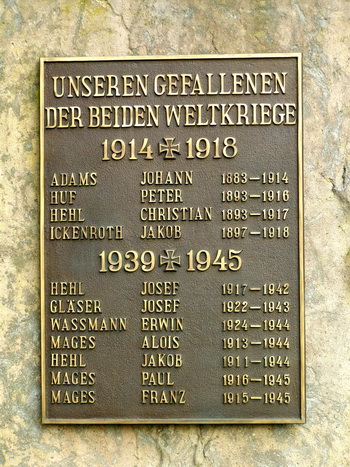 UNSEREN GEFALLENEN
DER BEIDEN WELTKRIEGE
1914 ✠ 1918
ADAMS JOHANN 1883–1914
HUF PETER 1893–1916
HEHL CHRISTIAN 1893–1917
ICKENROTH JAKOB 1897–1918
1939 ✠ 1945
HEHL JOSEF 1917–1942
GLÄSER JOSEF 1922–1943
WASSMANN ERWIN 1924–1944
MAGES ALOIS 1913–1944
HEHL JAKOB 1911–1944
MAGES PAUL 1916–1945
MAGES FRANZ 1915–1945